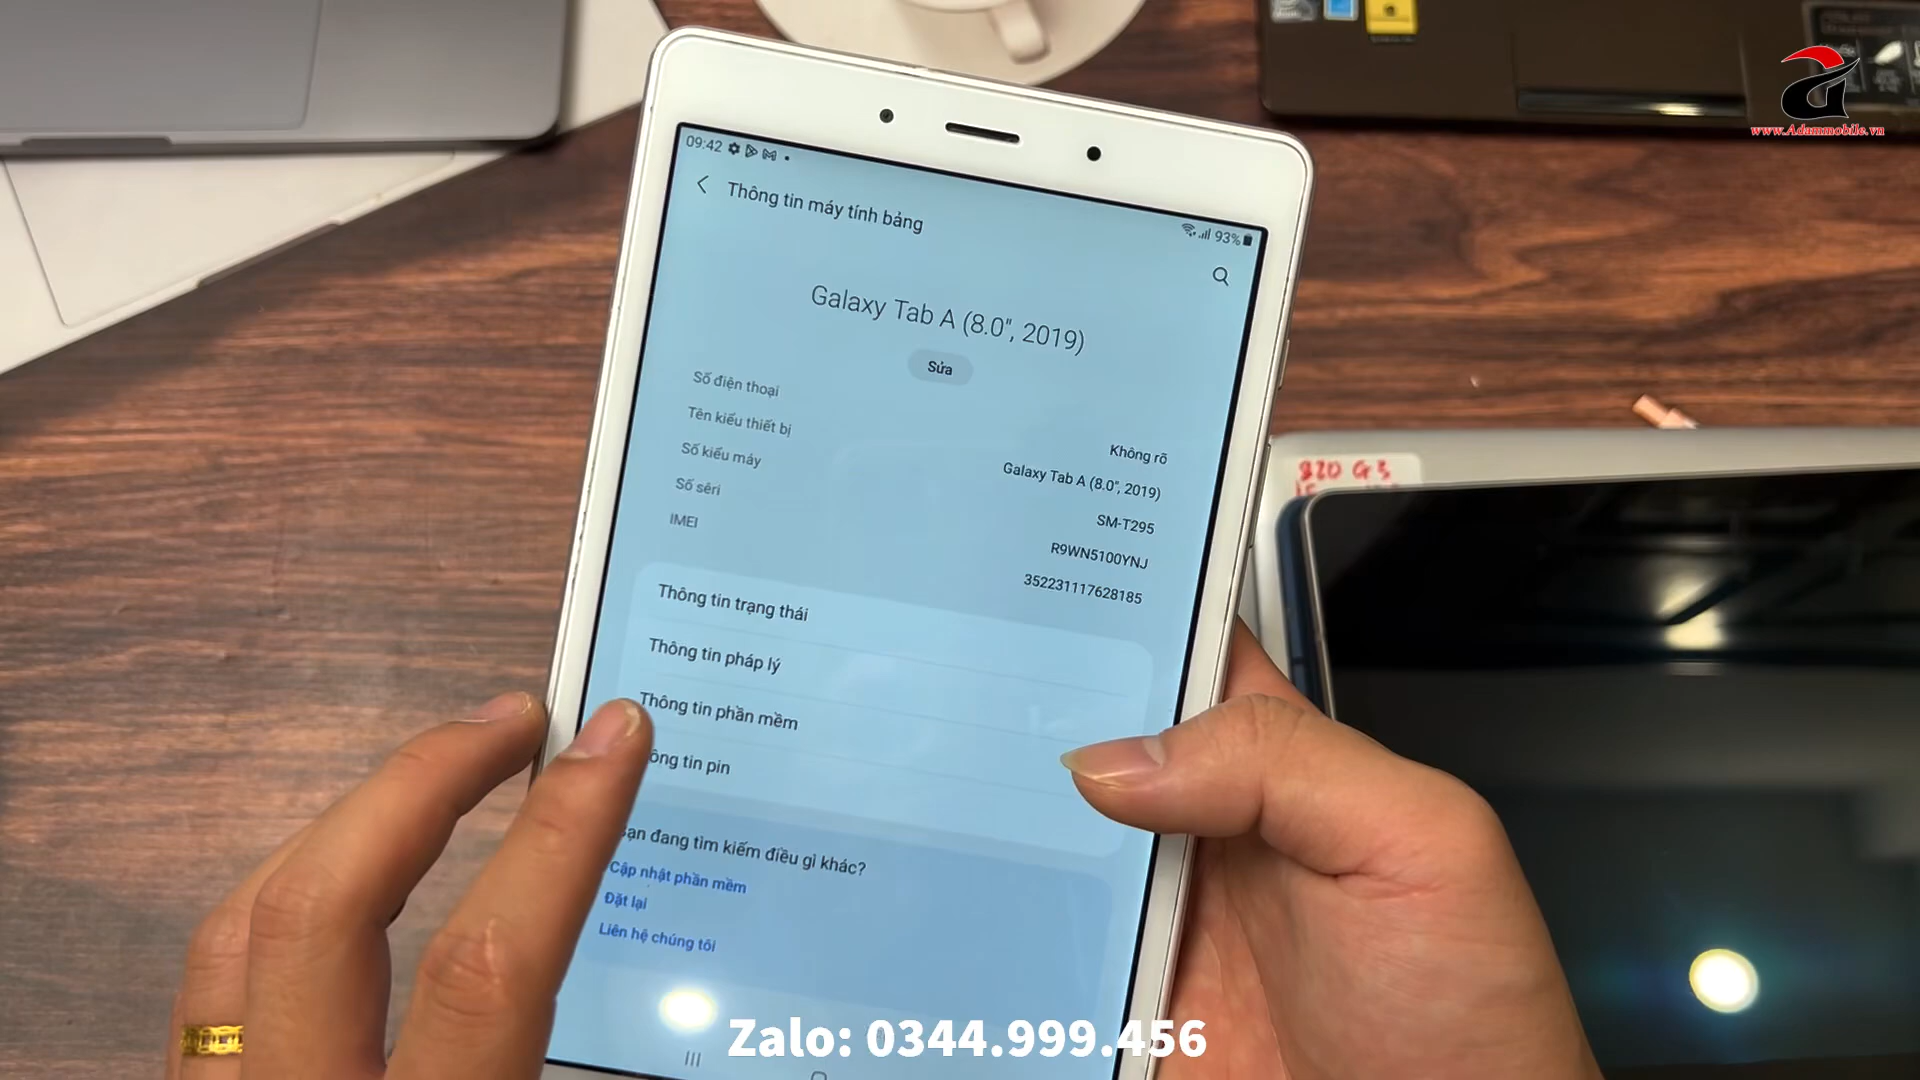 www.Adammobile.vn
09:42
93%
Thông tin máy tính bảng
Galaxy Tab A (8.0", 2019)
Sửa
Số điện thoại
Không rõ
Tên kiểu thiết bị
Galaxy Tab A (8.0", 2019)
Số kiểu máy
SM-T295
Số sêri
R9WN5100YNJ
IMEI
352231117628185
Thông tin trạng thái
Thông tin pháp lý
Thông tin phần mềm
ông tin pin
ạn đang tìm kiếm điều gì khác?
Cập nhật phần mềm
Đặt lại
Liên hệ chúng tôi
820 G3
Zalo: 0344.999.456